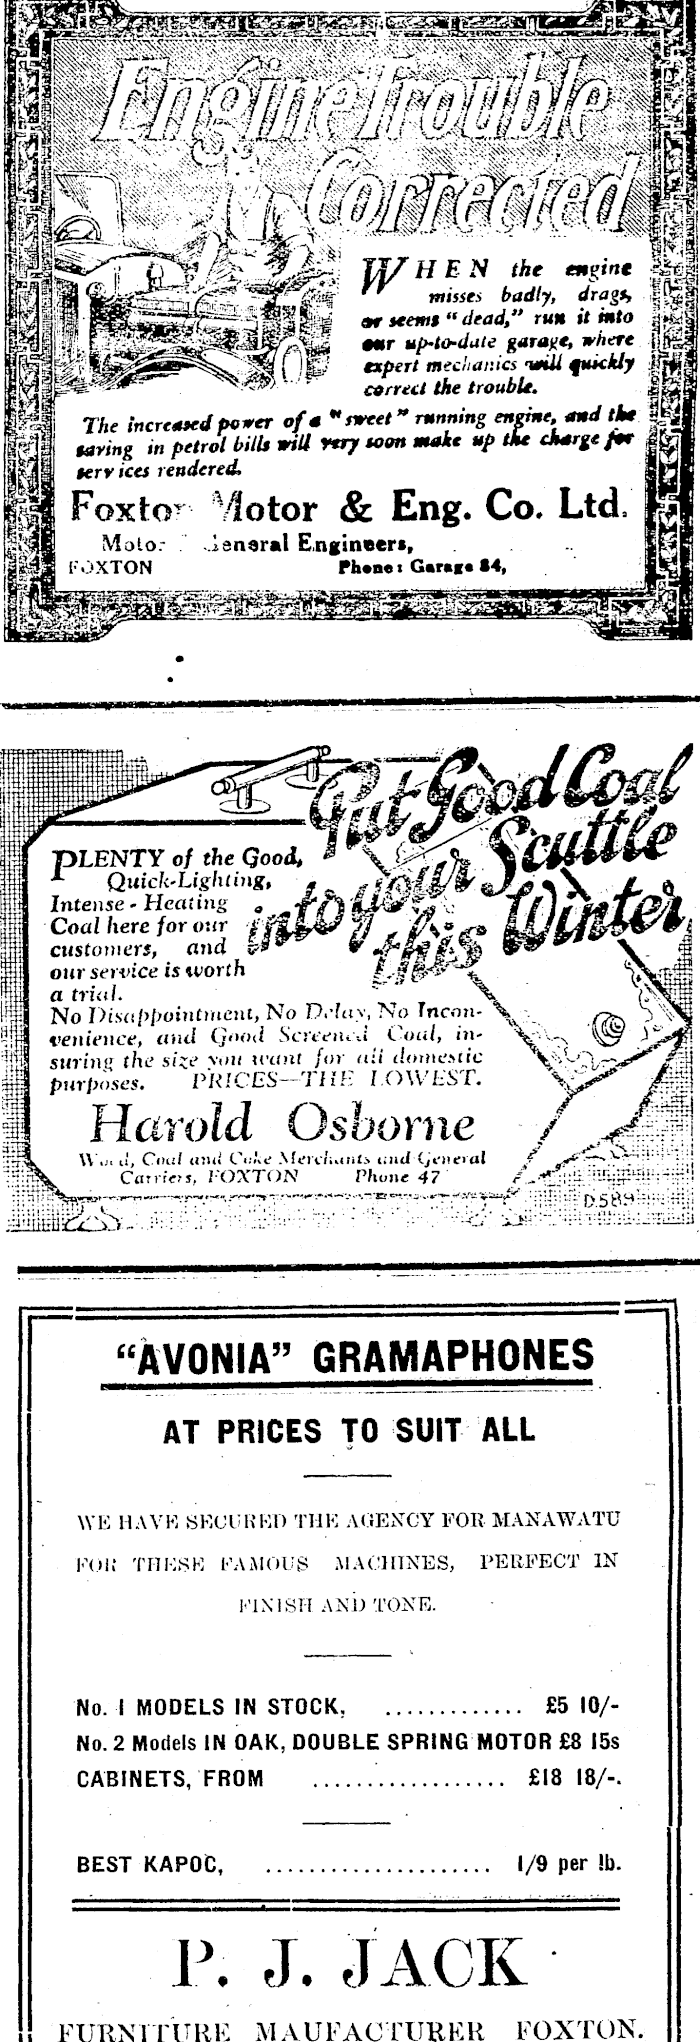 Engine Trouble
Corrected
WHEN the engine
misses badly, drags,
or seems "dead," run it into
our up-to-date garage, where
expert mechanics will quickly
correct the trouble.
The increased power of a "sweet" running engine, and the
saving in petrol bills will very soon make up the charge for
services rendered.
Foxton Motor & Eng. Co. Ltd.
Motor General Engineers,
FOXTON Phone: Garage 84,
Put Good Coal
into your Scuttle
this Winter
PLENTY of the Good,
Quick-Lighting,
Intense - Heating
Coal here for our
customers, and
our service is worth
a trial.
No Disappointment, No Delay, No Incon-
venience, and Good Screened Coal, in-
suring the size you want for all domestic
purposes. PRICES—THE LOWEST.
Harold Osborne
Wood, Coal and Coke Merchants and General
Carriers, FOXTON Phone 47
D.589
"AVONIA" GRAMAPHONES
AT PRICES TO SUIT ALL
WE HAVE SECURED THE AGENCY FOR MANAWATU
FOR THESE FAMOUS MACHINES, PERFECT IN
FINISH AND TONE.
No. 1 MODELS IN STOCK, ............. £5 10/-
No. 2 Models IN OAK, DOUBLE SPRING MOTOR £8 15s
CABINETS, FROM .................. £18 18/-.
BEST KAPOC, ..................... 1/9 per lb.
P. J. JACK
FURNITURE MAUFACTURER FOXTON.